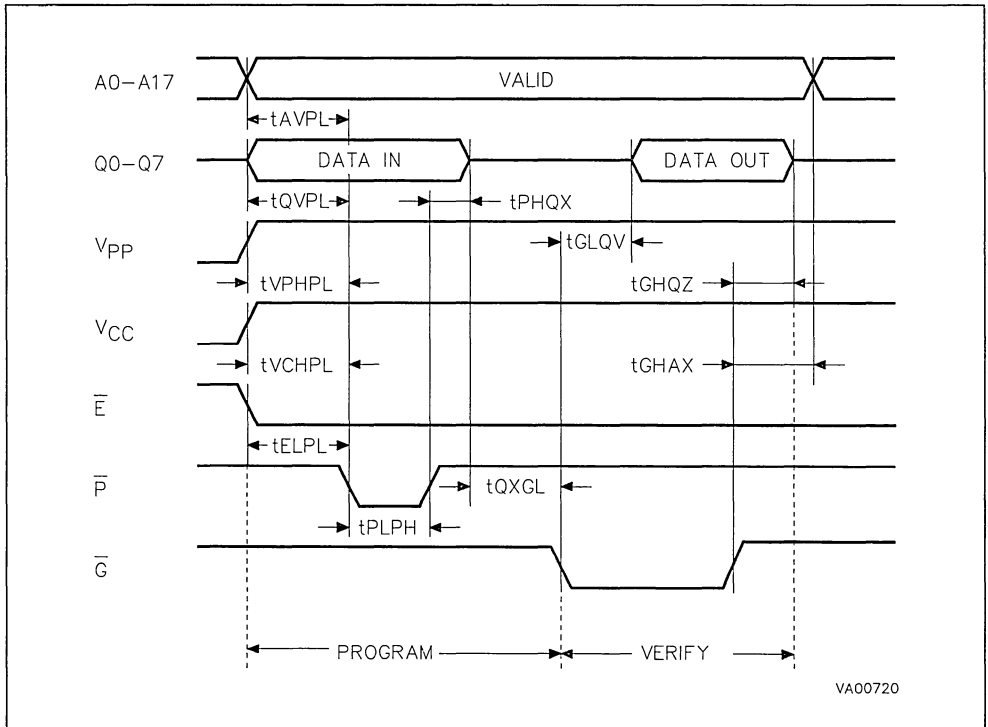 A0–A17
VALID
tAVPL
Q0–Q7
DATA IN
DATA OUT
tQVPL
tPHQX
VPP
tGLQV
tVPHPL
tGHQZ
VCC
tVCHPL
tGHAX
E̅
tELPL
P̅
tQXGL
tPLPH
G̅
PROGRAM
VERIFY
VA00720